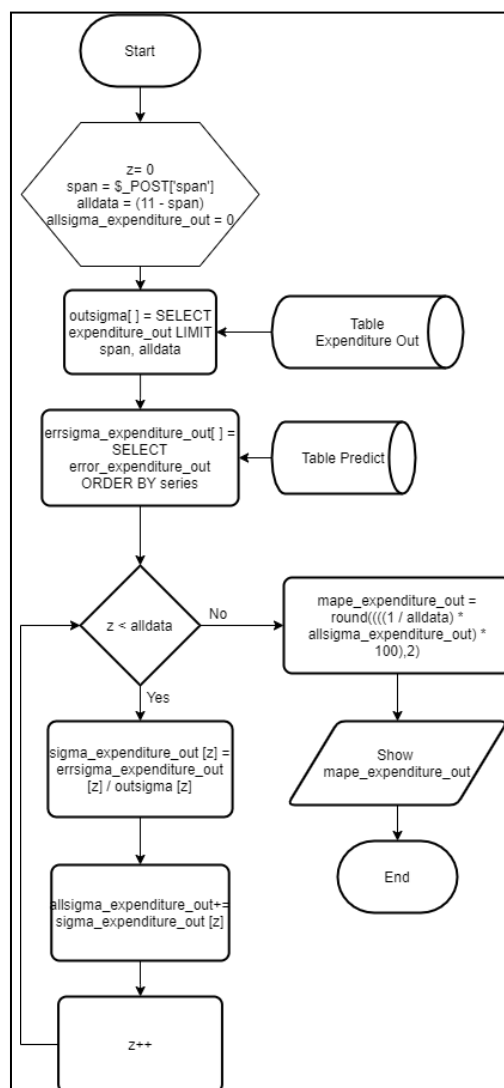 Start
z= 0
span = $_POST['span']
alldata = (11 - span)
allsigma_expenditure_out = 0
outsigma[ ] = SELECT
expenditure_out LIMIT
span, alldata
Table
Expenditure Out
errsigma_expenditure_out[ ] =
SELECT
error_expenditure_out
ORDER BY series
Table Predict
z < alldata
No
mape_expenditure_out =
round((((1 / alldata) *
allsigma_expenditure_out) *
100),2)
Yes
sigma_expenditure_out [z] =
errsigma_expenditure_out
[z] / outsigma [z]
Show
mape_expenditure_out
allsigma_expenditure_out+=
sigma_expenditure_out [z]
End
z++